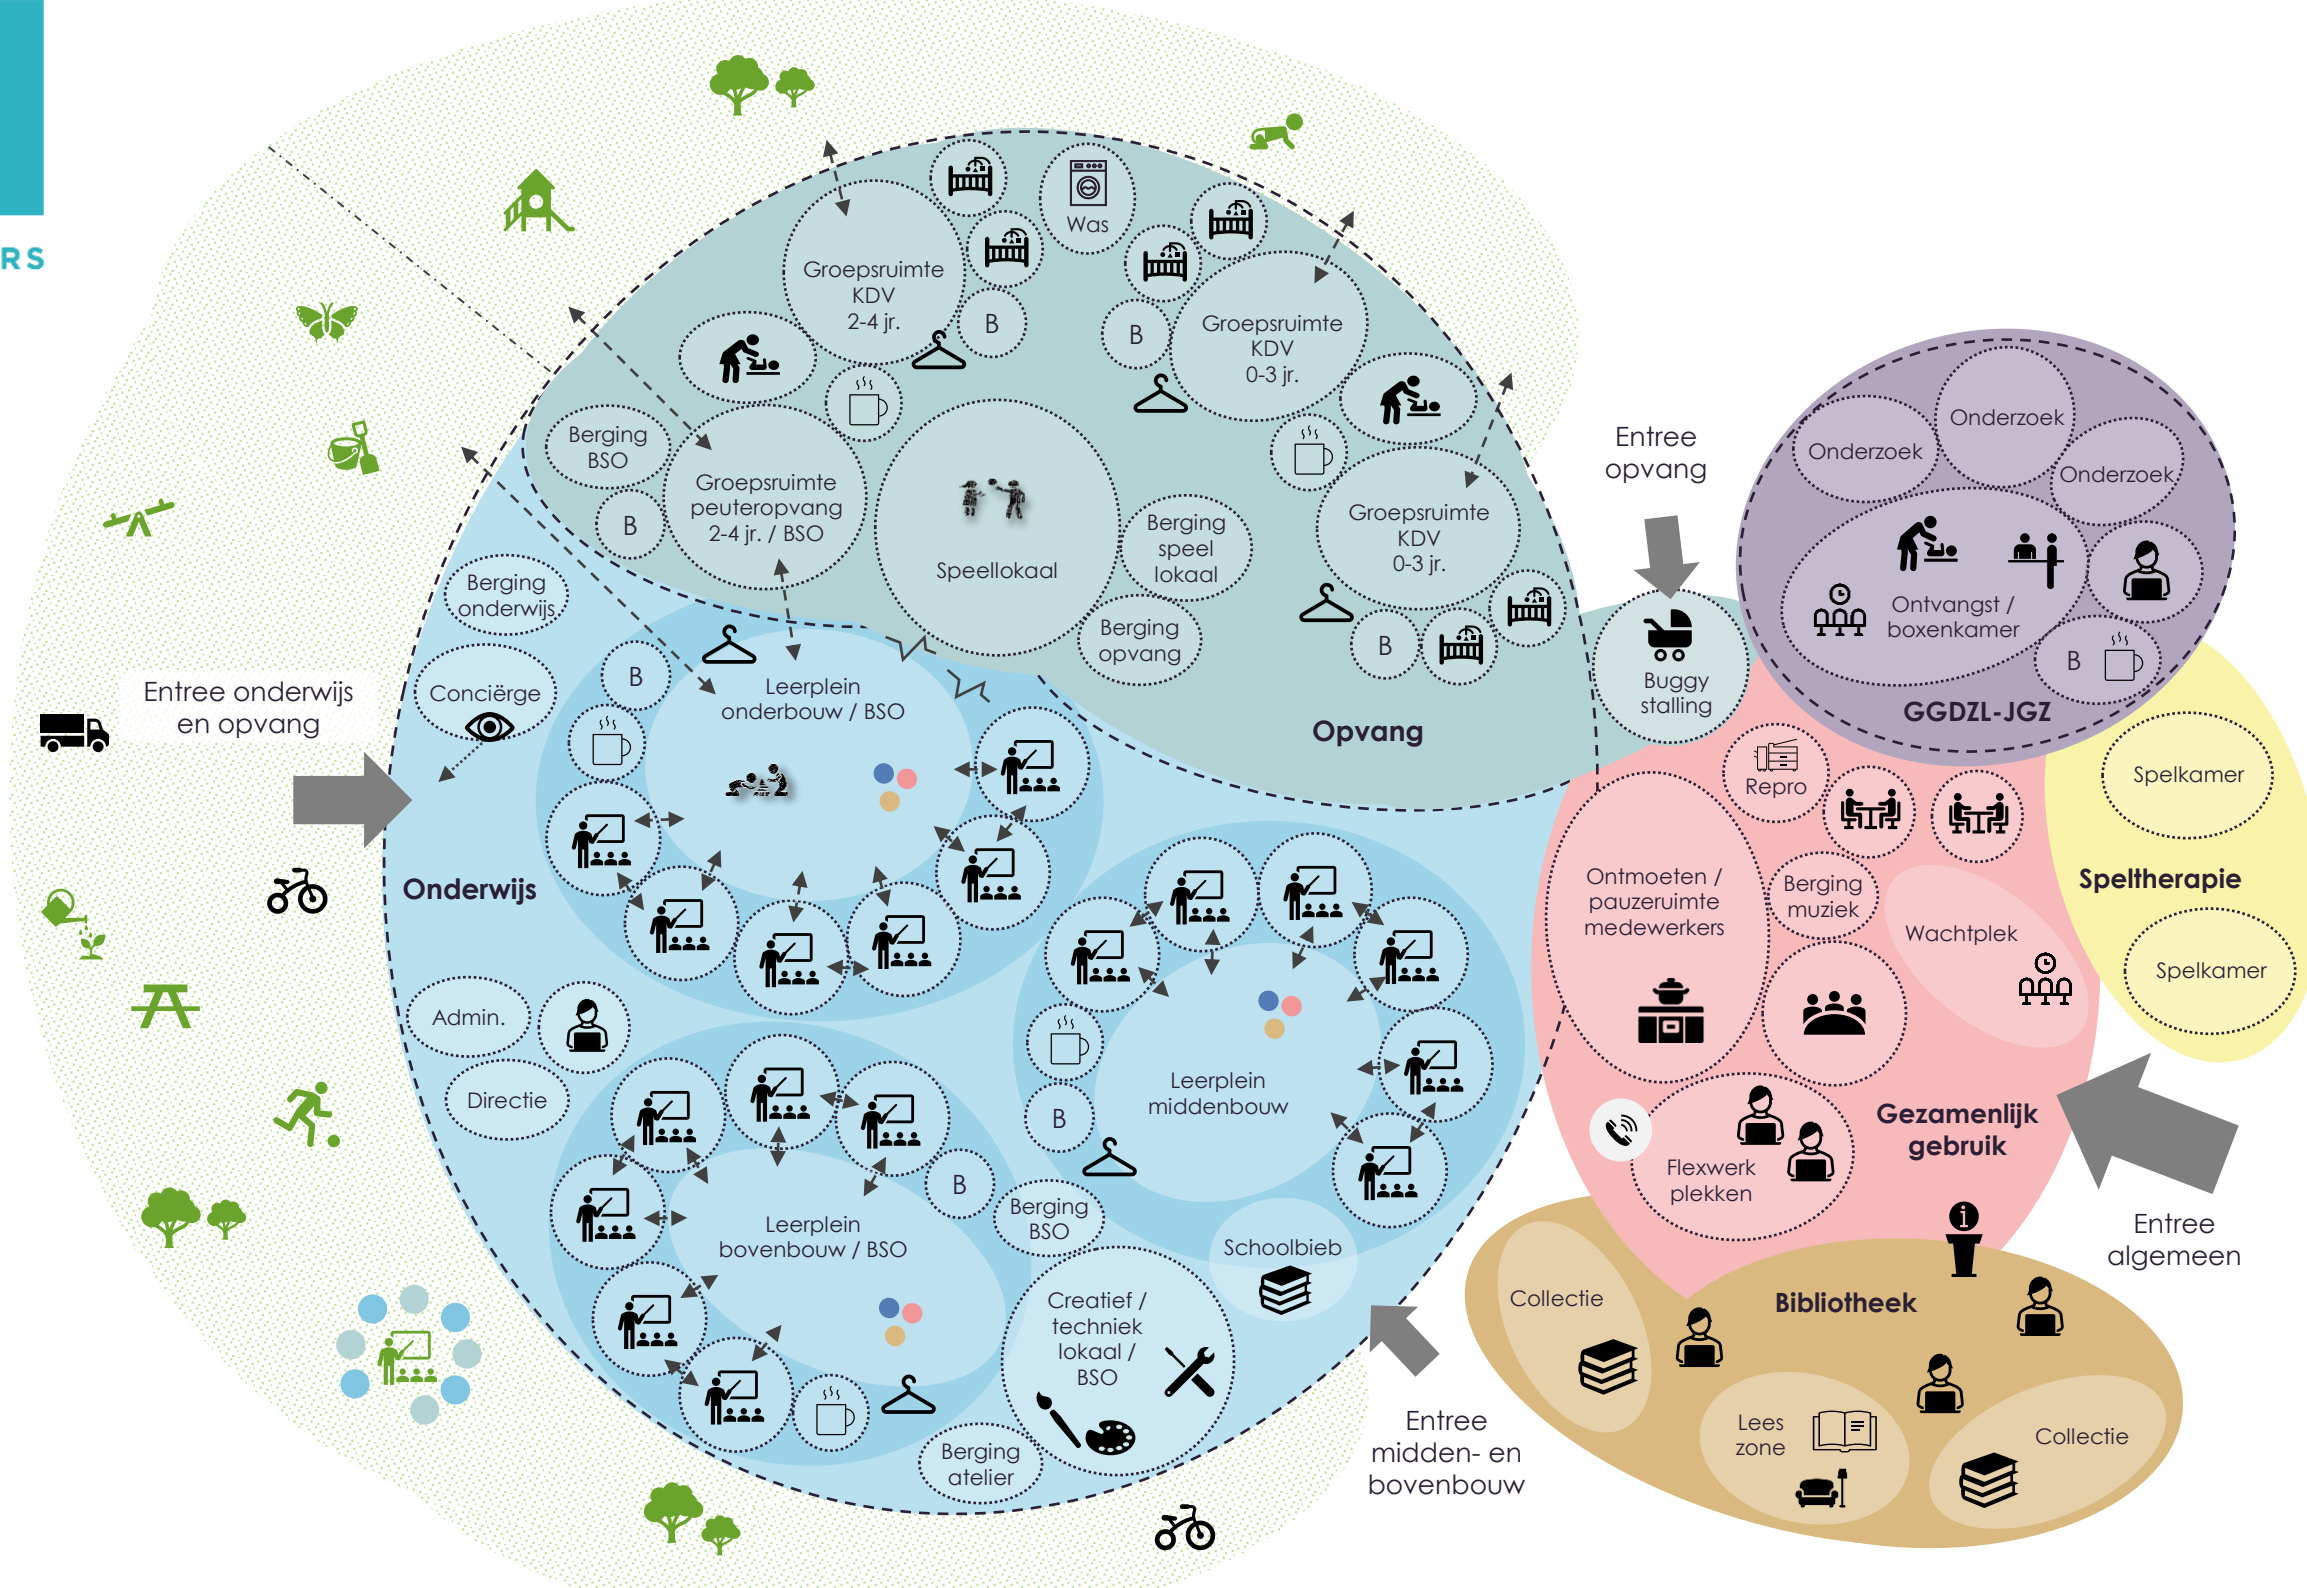 RS
Was
Groepsruimte
KDV
2-4 jr.
B
B
Groepsruimte
KDV
0-3 jr.
Berging
BSO
Groepsruimte
peuteropvang
2-4 jr. / BSO
B
Speellokaal
Berging
speel
lokaal
Berging
opvang
Groepsruimte
KDV
0-3 jr.
B
Opvang
Entree
opvang
Buggy
stalling
Onderzoek
Onderzoek
Onderzoek
Ontvangst /
boxenkamer
B
GGDZL-JGZ
Spelkamer
Speltherapie
Spelkamer
Repro
Ontmoeten /
pauzeruimte
medewerkers
Berging
muziek
Wachtplek
Flexwerk
plekken
Gezamenlijk
gebruik
Entree
algemeen
Bibliotheek
Collectie
Lees
zone
Collectie
Entree onderwijs
en opvang
Berging
onderwijs
Conciërge
B
Leerplein
onderbouw / BSO
Onderwijs
Admin.
Directie
Leerplein
middenbouw
B
B
Berging
BSO
Leerplein
bovenbouw / BSO
Schoolbieb
Creatief /
techniek
lokaal /
BSO
Berging
atelier
Entree
midden- en
bovenbouw